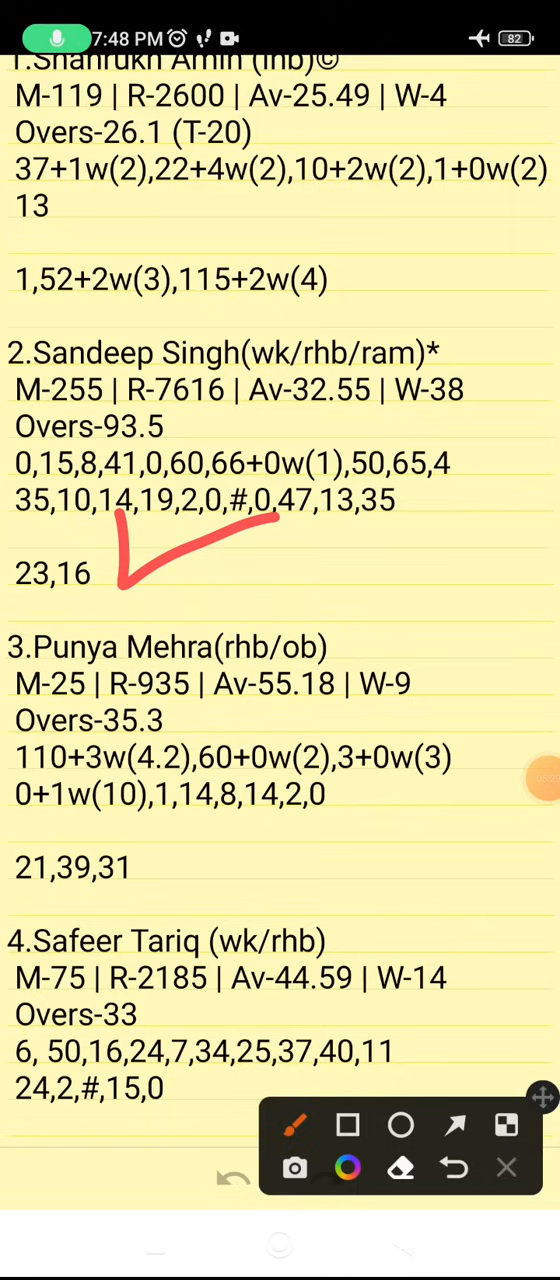 7:48 PM
82
1.Shahrukh Amin (lhb)©
M-119 | R-2600 | Av-25.49 | W-4
Overs-26.1 (T-20)
37+1w(2),22+4w(2),10+2w(2),1+0w(2)
13
1,52+2w(3),115+2w(4)
2.Sandeep Singh(wk/rhb/ram)*
M-255 | R-7616 | Av-32.55 | W-38
Overs-93.5
0,15,8,41,0,60,66+0w(1),50,65,4
35,10,14,19,2,0,#,0,47,13,35
23,16
3.Punya Mehra(rhb/ob)
M-25 | R-935 | Av-55.18 | W-9
Overs-35.3
110+3w(4.2),60+0w(2),3+0w(3)
0+1w(10),1,14,8,14,2,0
21,39,31
4.Safeer Tariq (wk/rhb)
M-75 | R-2185 | Av-44.59 | W-14
Overs-33
6, 50,16,24,7,34,25,37,40,11
24,2,#,15,0